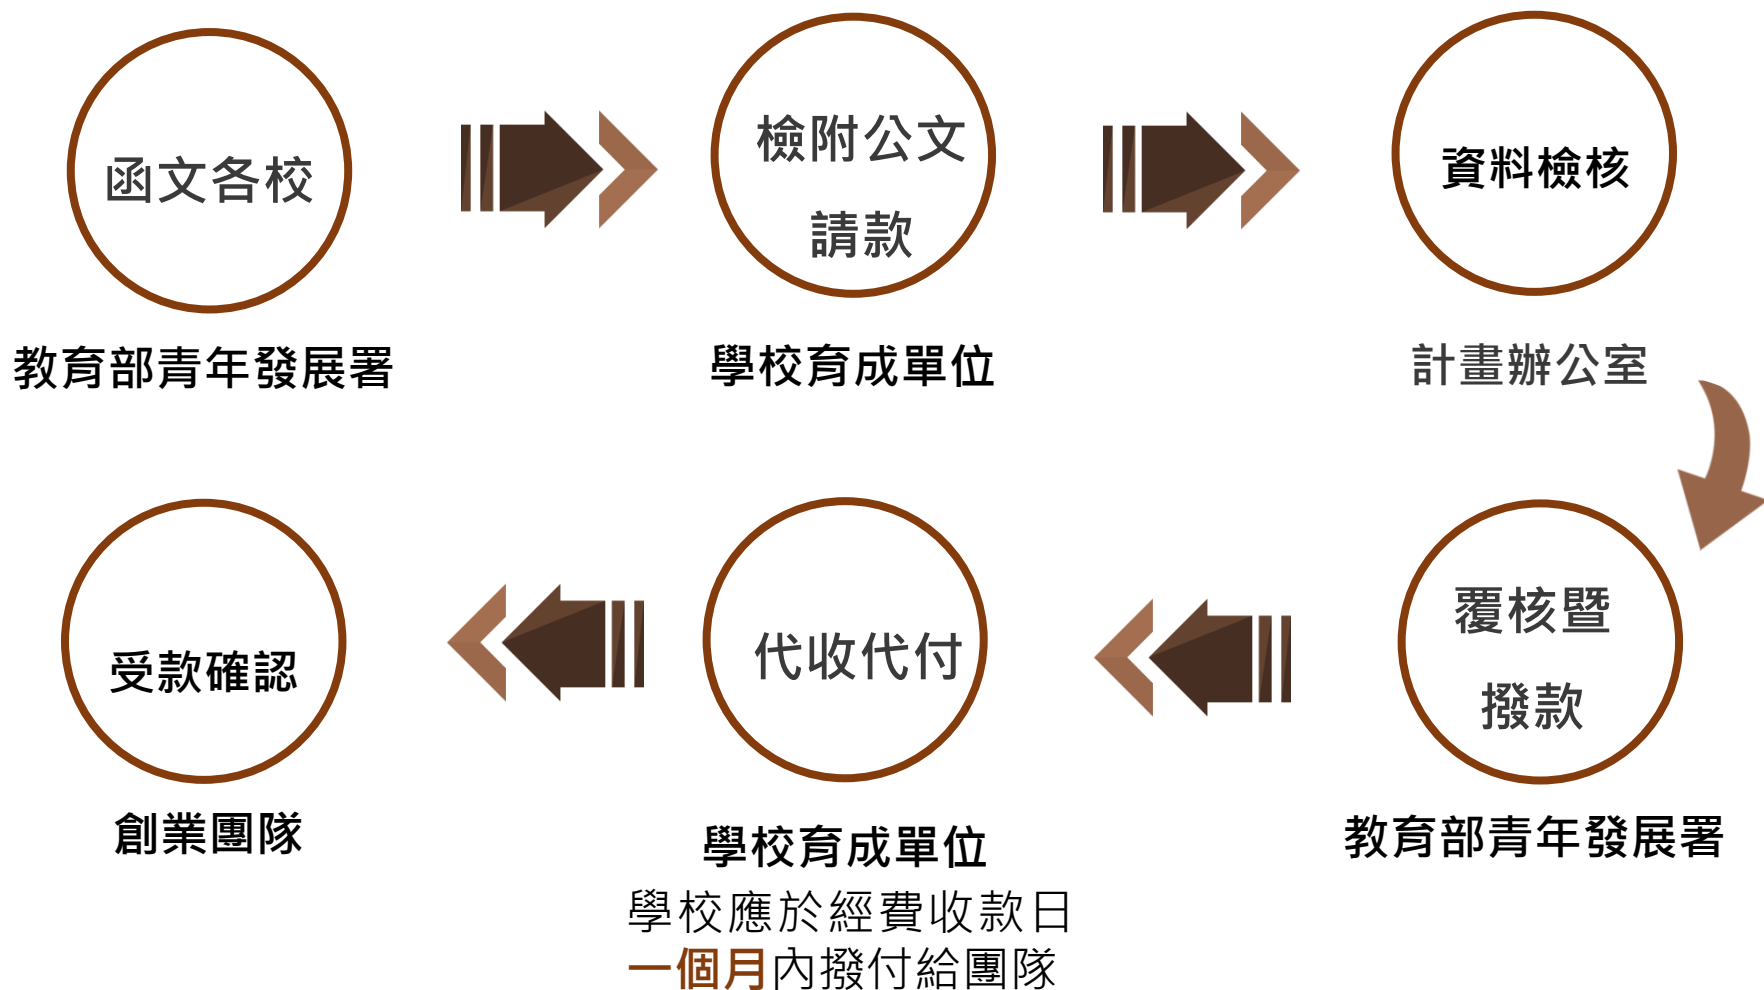 函文各校
教育部青年發展署
檢附公文
請款
學校育成單位
資料檢核
計畫辦公室
覆核暨
撥款
教育部青年發展署
代收代付
學校育成單位
學校應於經費收款日
一個月內撥付給團隊
受款確認
創業團隊